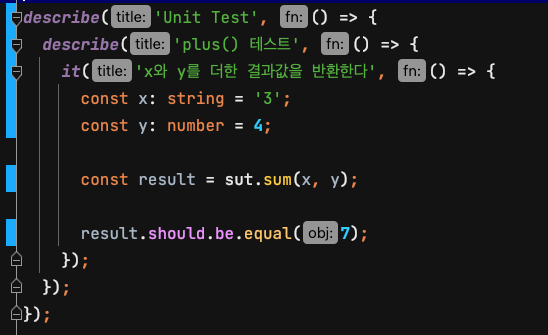 describe( title: 'Unit Test', fn: () => {
describe( title: 'plus() 테스트', fn: () => {
it( title: 'x와 y를 더한 결과값을 반환한다', fn: () => {
const x: string = '3';
const y: number = 4;
const result = sut.sum(x, y);
result.should.be.equal( obj: 7);
});
});
});